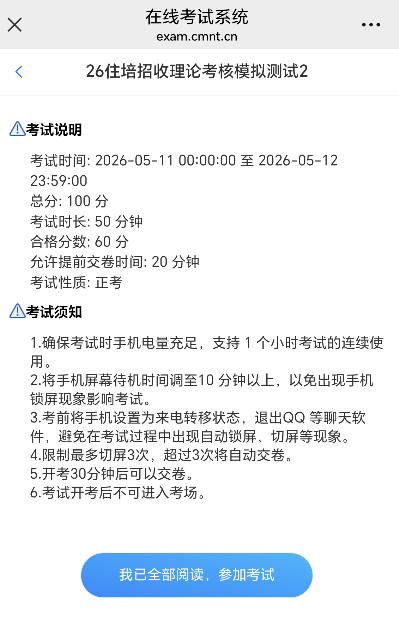 在线考试系统
exam.cmnt.cn
26住培招收理论考核模拟测试2
考试说明
考试时间: 2026-05-11 00:00:00 至 2026-05-12
23:59:00
总分: 100 分
考试时长: 50 分钟
合格分数: 60 分
允许提前交卷时间: 20 分钟
考试性质: 正考
考试须知
1.确保考试时手机电量充足，支持 1 个小时考试的连续使
用。
2.将手机屏幕待机时间调至10 分钟以上，以免出现手机
锁屏现象影响考试。
3.考前将手机设置为来电转移状态，退出QQ 等聊天软
件，避免在考试过程中出现自动锁屏、切屏等现象。
4.限制最多切屏3次，超过3次将自动交卷。
5.开考30分钟后可以交卷。
6.考试开考后不可进入考场。
我已全部阅读，参加考试